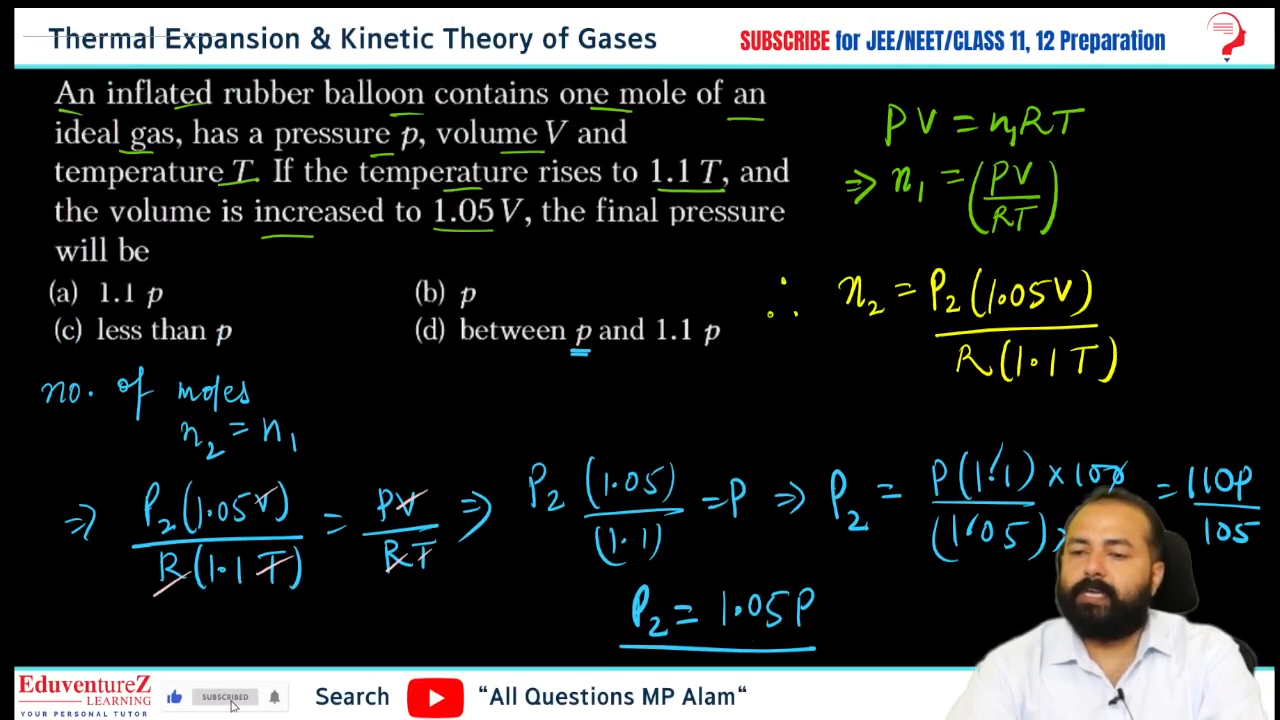 Thermal Expansion & Kinetic Theory of Gases
SUBSCRIBE for JEE/NEET/CLASS 11, 12 Preparation
An inflated rubber balloon contains one mole of an
ideal gas, has a pressure p, volume V and
temperature T. If the temperature rises to 1.1 T, and
the volume is increased to 1.05 V, the final pressure
will be
(a) 1.1 p
(b) p
(c) less than p
(d) between p and 1.1 p
PV = n₁RT
⇒ n₁ = (PV/RT)
∴ n₂ = P₂(1.05V)/R(1.1T)
no. of moles
n₂ = n₁
⇒ P₂(1.05V)/R(1.1T) = PV/RT ⇒ P₂(1.05)/(1.1) = P ⇒ P₂ = P(1.1)×100/(1.05)× = 110P/105
P₂ = 1.05P
EduventureZ
LEARNING
YOUR PERSONAL TUTOR
SUBSCRIBED
Search
"All Questions MP Alam"